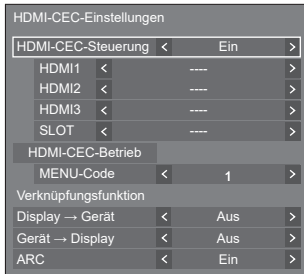 HDMI-CEC-Einstellungen
HDMI-CEC-Steuerung < Ein >
HDMI1 < ---- >
HDMI2 < ---- >
HDMI3 < ---- >
SLOT < ---- >
HDMI-CEC-Betrieb
MENU-Code < 1 >
Verknüpfungsfunktion
Display → Gerät < Aus >
Gerät → Display < Aus >
ARC < Ein >